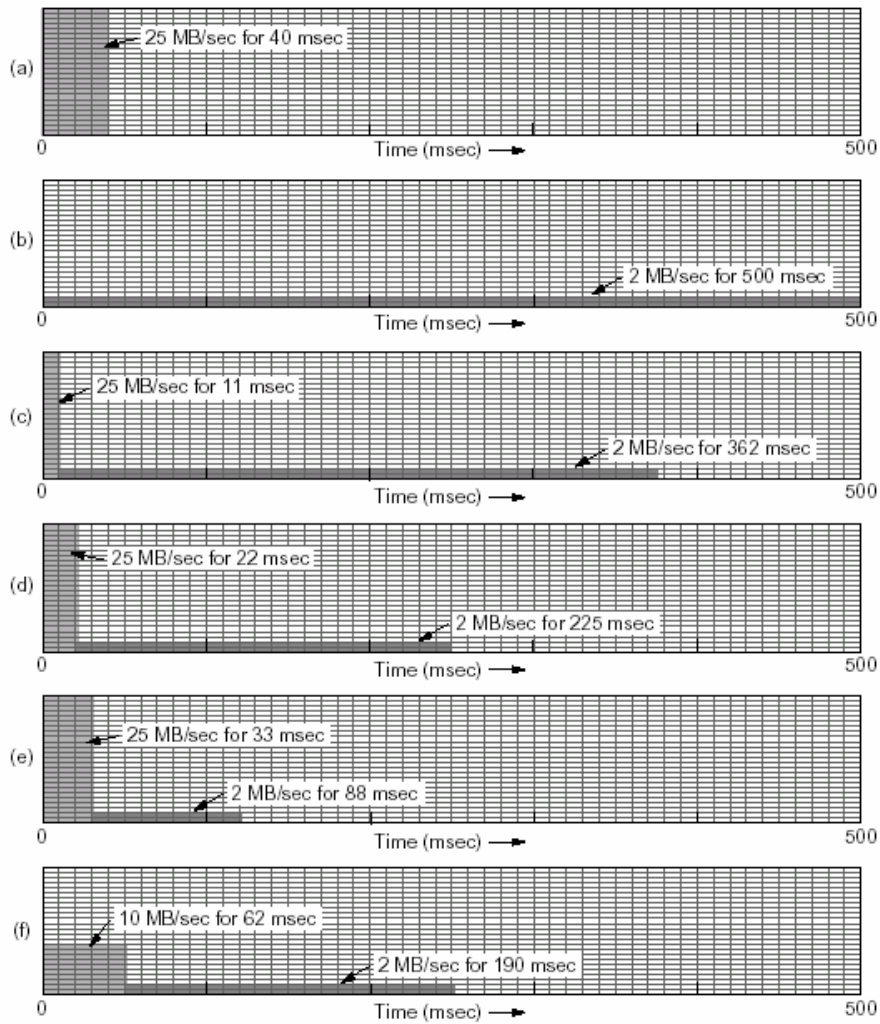 25 MB/sec for 40 msec
(a)
0 Time (msec) 500
(b)
2 MB/sec for 500 msec
0 Time (msec) 500
25 MB/sec for 11 msec
(c)
2 MB/sec for 362 msec
0 Time (msec) 500
25 MB/sec for 22 msec
(d)
2 MB/sec for 225 msec
0 Time (msec) 500
25 MB/sec for 33 msec
(e)
2 MB/sec for 88 msec
0 Time (msec) 500
10 MB/sec for 62 msec
(f)
2 MB/sec for 190 msec
0 Time (msec) 500